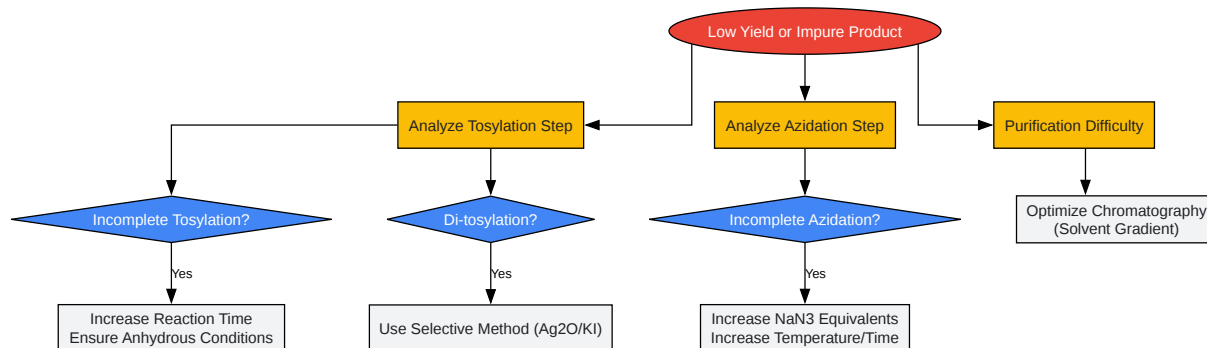 Low Yield or Impure Product
Analyze Tosylation Step
Analyze Azidation Step
Purification Difficulty
Incomplete Tosylation?
Di-tosylation?
Incomplete Azidation?
Optimize Chromatography
(Solvent Gradient)
Yes
Yes
Yes
Increase Reaction Time
Ensure Anhydrous Conditions
Use Selective Method (Ag2O/KI)
Increase NaN3 Equivalents
Increase Temperature/Time